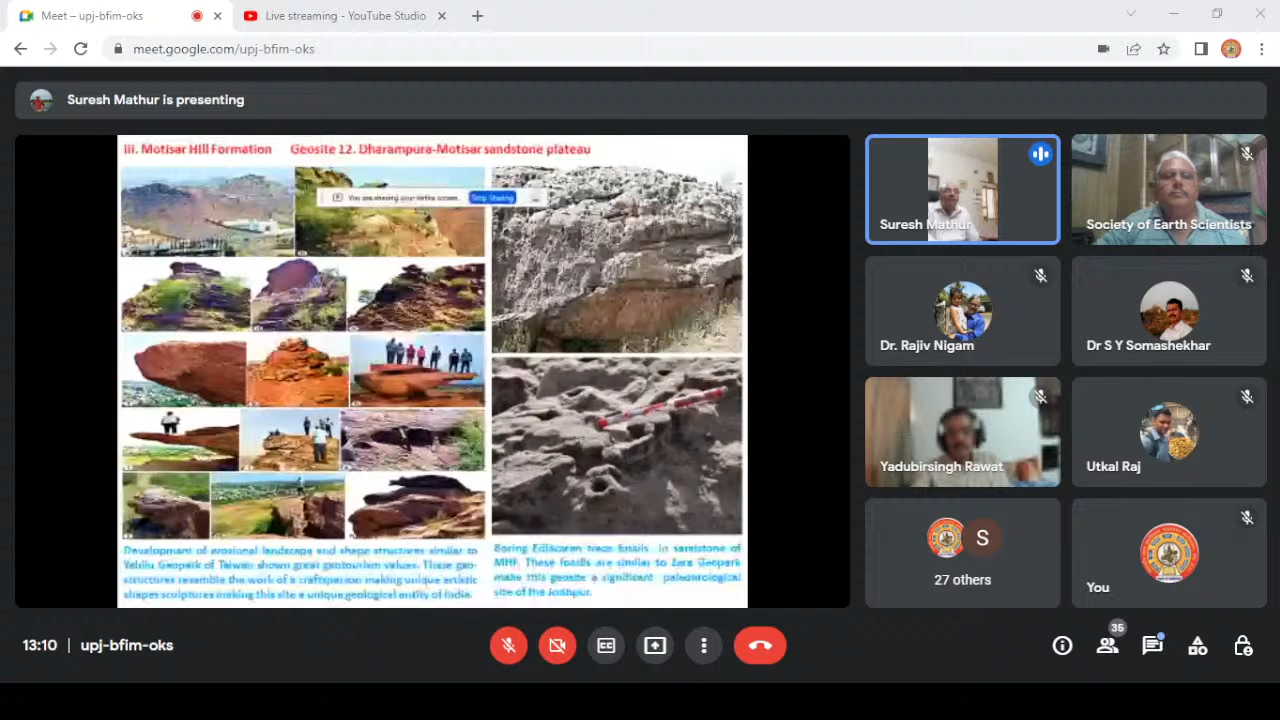 Meet – upj-bfim-oks
Live streaming - YouTube Studio
meet.google.com/upj-bfim-oks
Suresh Mathur is presenting
iii. Motisar Hill Formation Geosite 12. Dharampura-Motisar sandstone plateau
You are sharing your entire screen. Stop Sharing
Development of erosional landscape and shape structures similar to
Geopark of Taiwan shown great geotourism values. These geo-
structures resemble the work of a craftsperson making unique artistic
shapes sculptures making this site a unique geological entity of India.
Boring Ediacaran trace fossils in sandstone of
MHF. These fossils are similar to Zara Geopark
make this geosite a significant
site of the Jodhpur.
Suresh Mathur
Society of Earth Scientists
Dr. Rajiv Nigam
Dr S Y Somashekhar
Yadubirsingh Rawat
Utkal Raj
S
27 others
You
13:10 | upj-bfim-oks
35